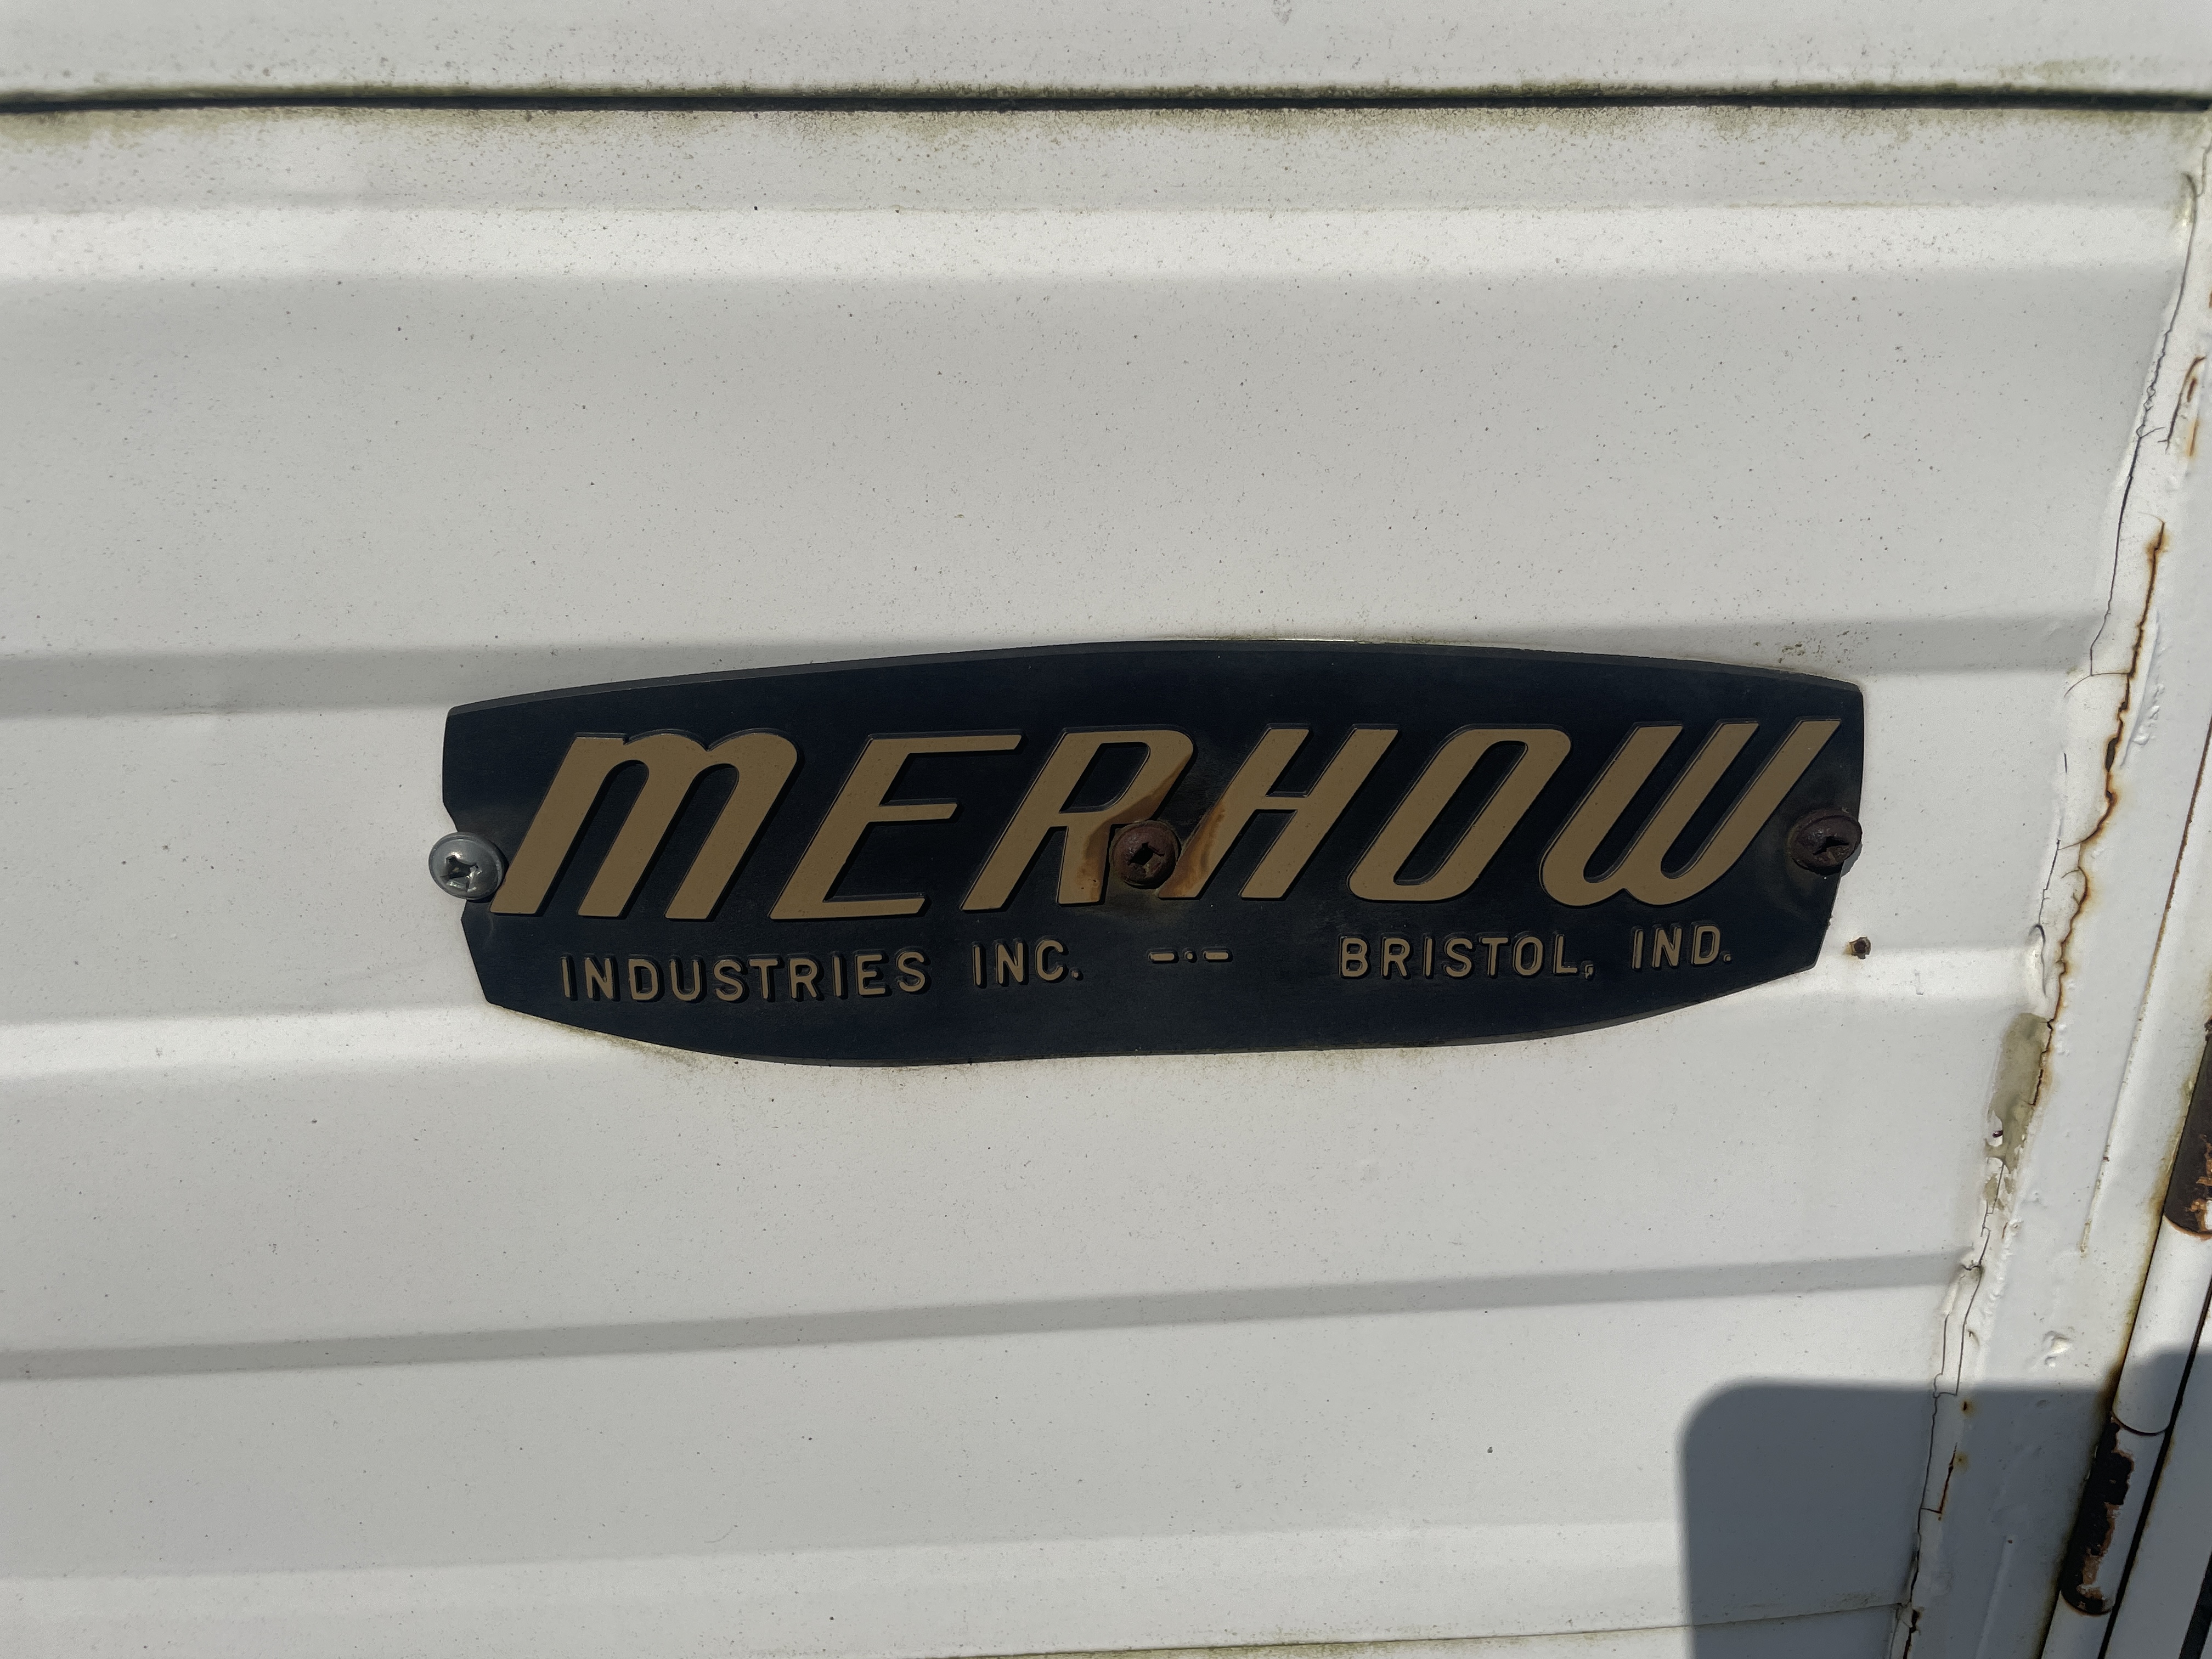 MERHOW
INDUSTRIES INC. -·- BRISTOL, IND.